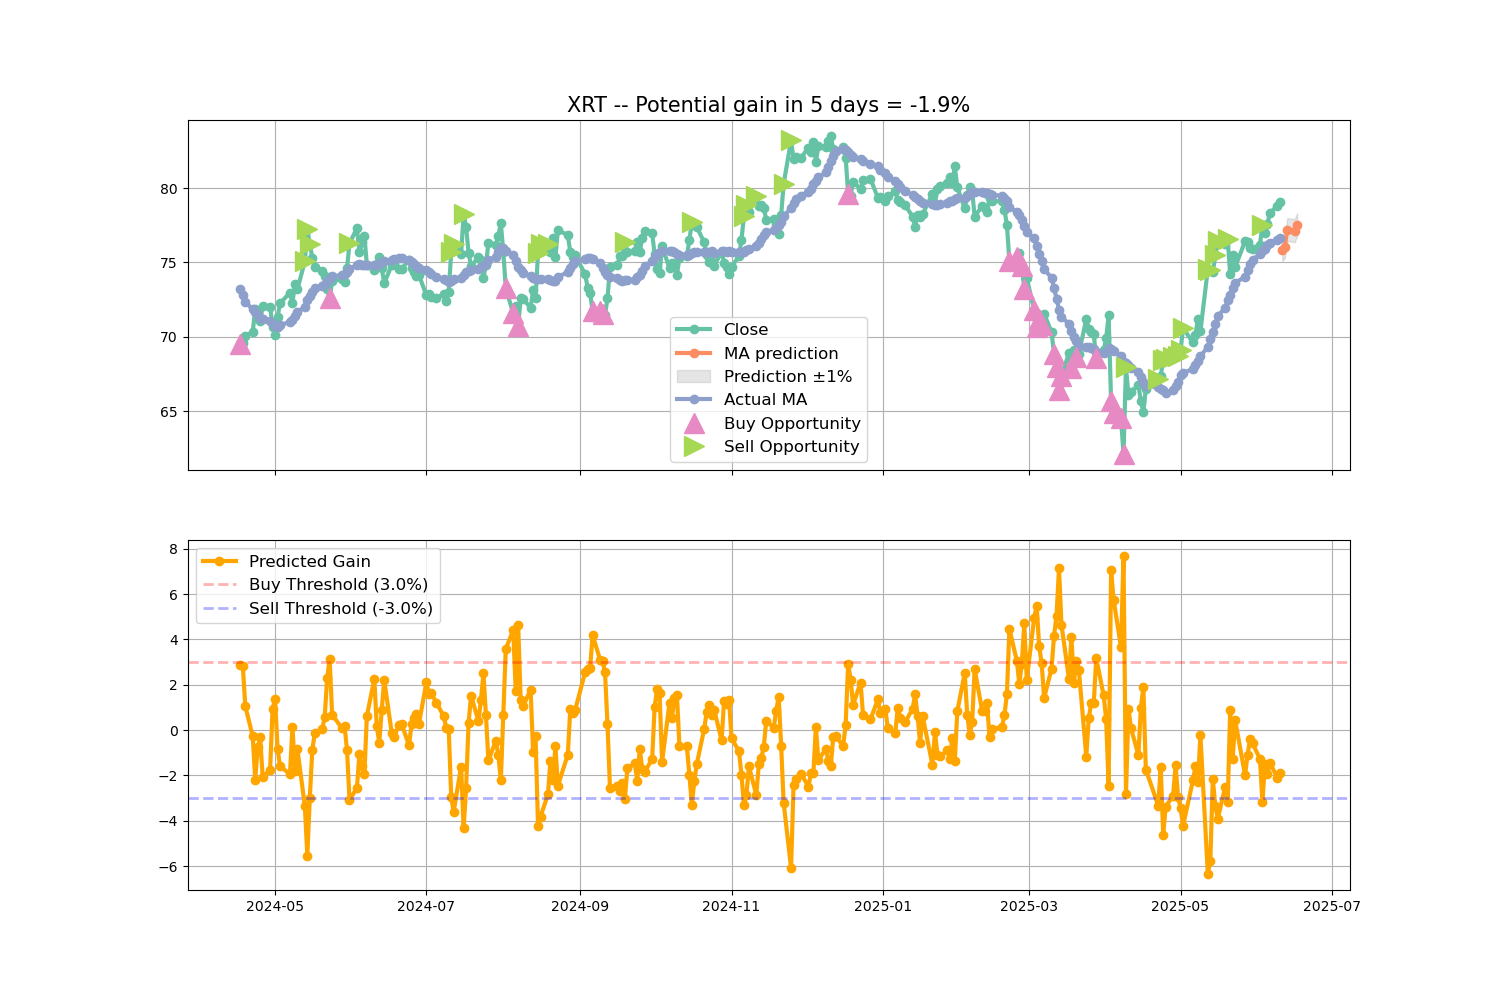 XRT -- Potential gain in 5 days = -1.9%
80
75
70
65
Close
MA prediction
Prediction ±1%
Actual MA
Buy Opportunity
Sell Opportunity
8
6
4
2
0
−2
−4
−6
Predicted Gain
Buy Threshold (3.0%)
Sell Threshold (-3.0%)
2024-05 2024-07 2024-09 2024-11 2025-01 2025-03 2025-05 2025-07